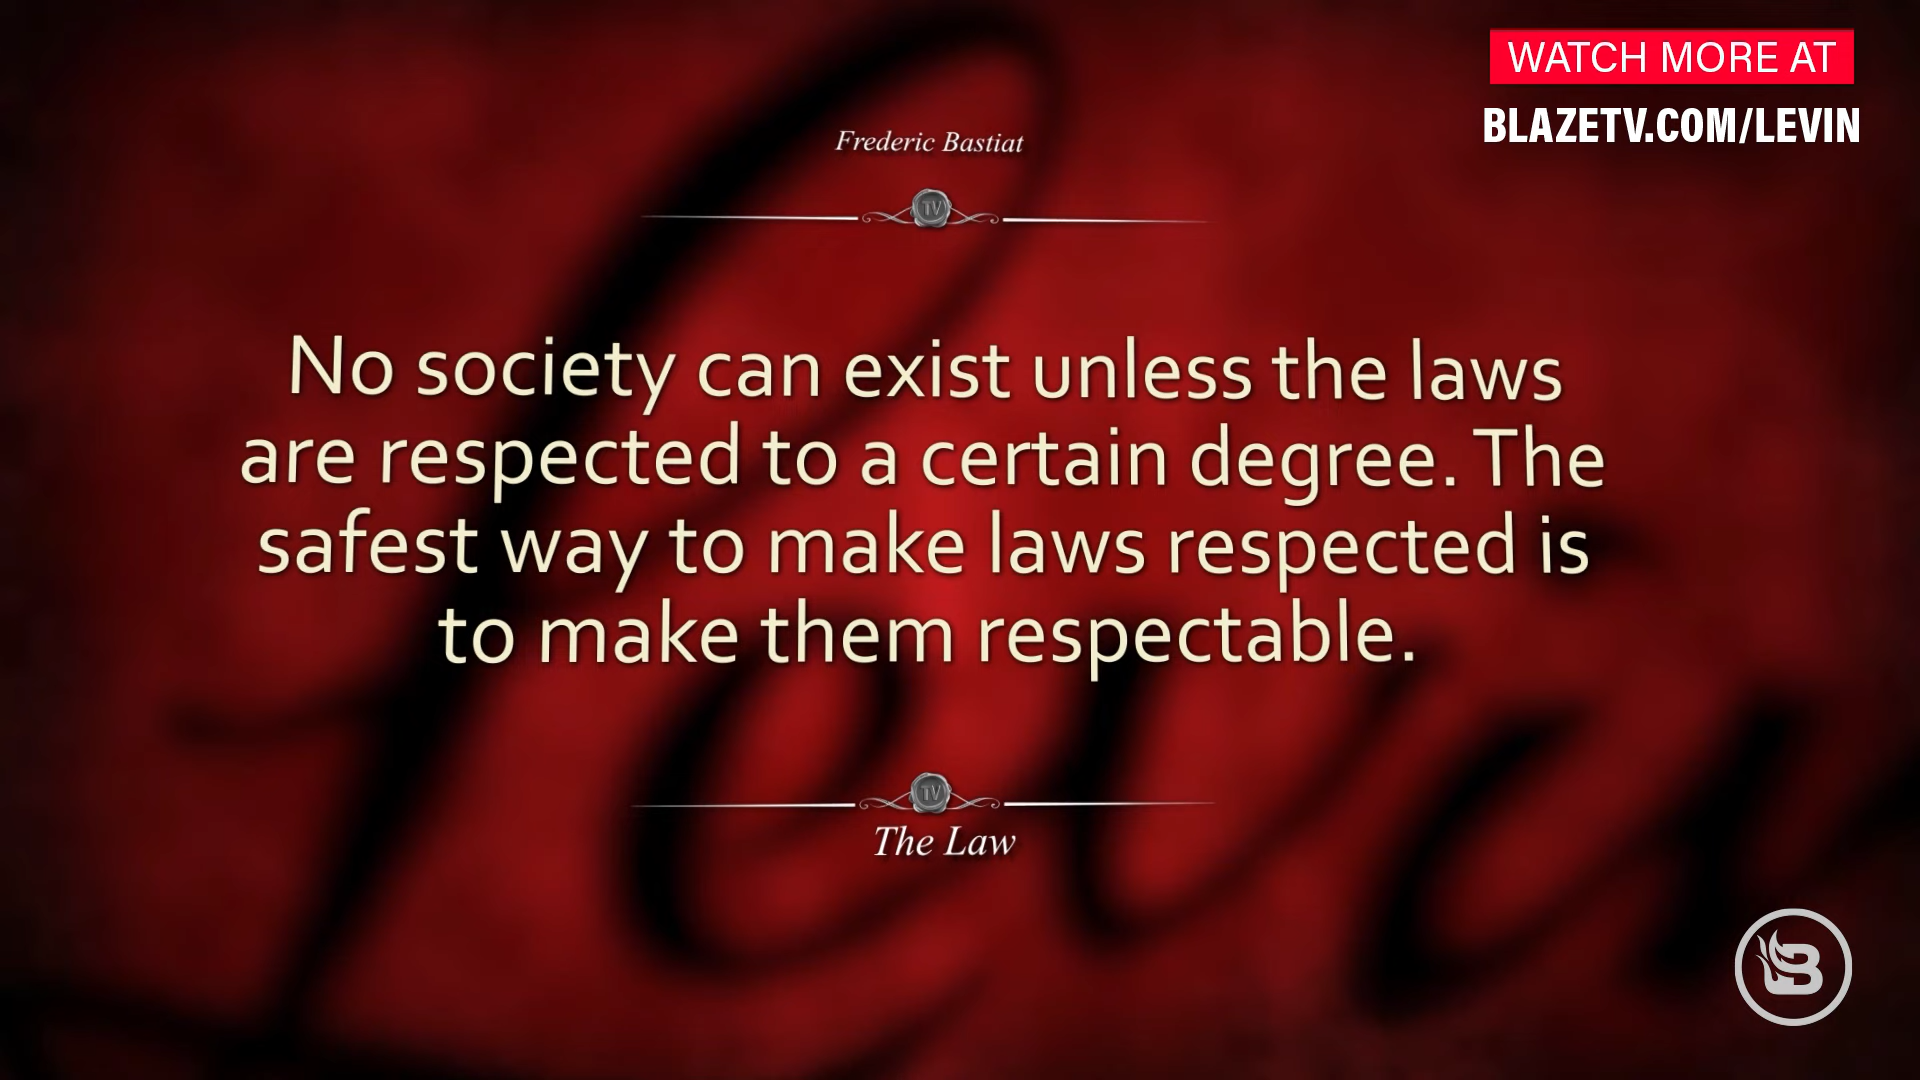 WATCH MORE AT
BLAZETV.COM/LEVIN
Frederic Bastiat
TV
No society can exist unless the laws
are respected to a certain degree. The
safest way to make laws respected is
to make them respectable.
TV
The Law
Levin
B